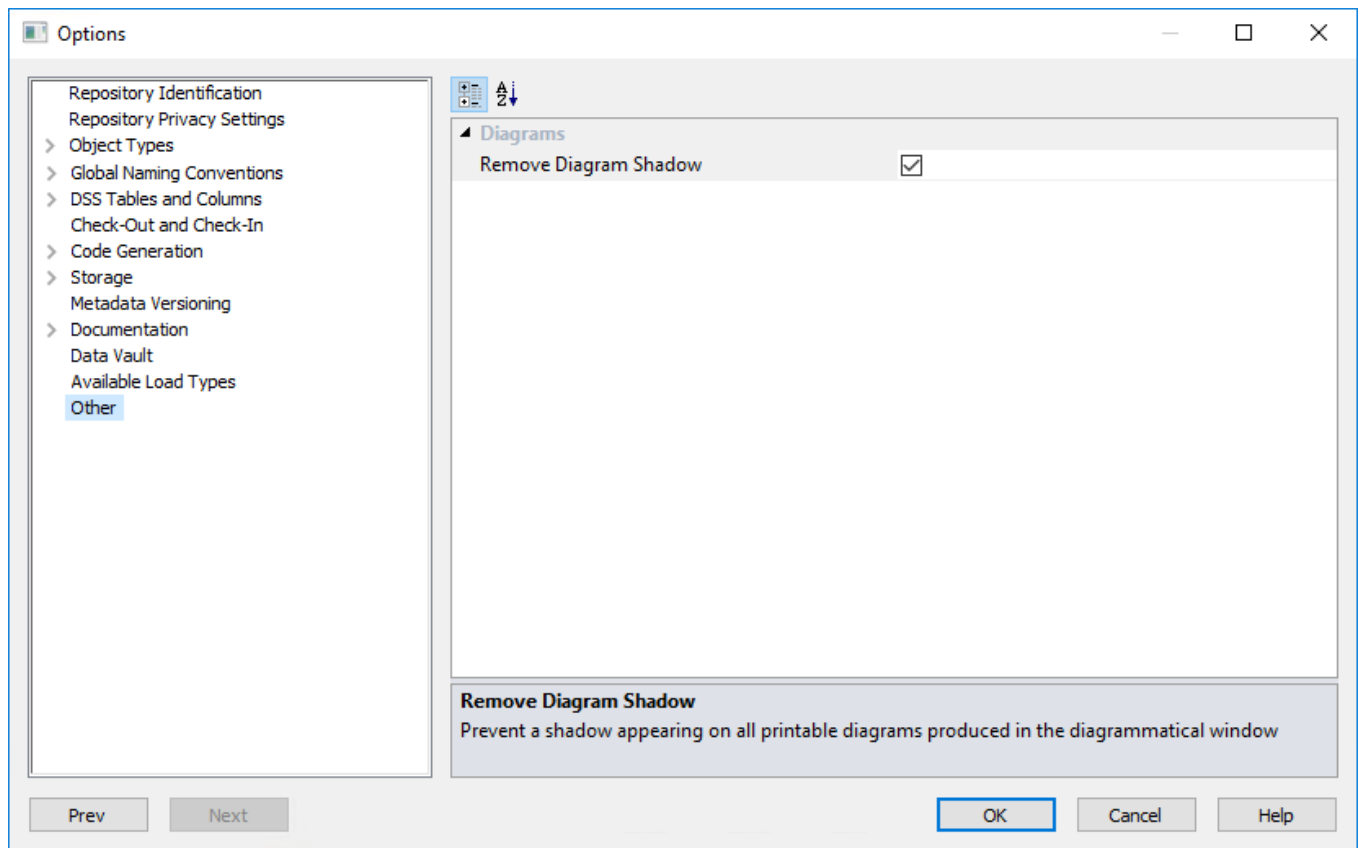 Options
Repository Identification
Repository Privacy Settings
Object Types
Global Naming Conventions
DSS Tables and Columns
Check-Out and Check-In
Code Generation
Storage
Metadata Versioning
Documentation
Data Vault
Available Load Types
Other
A
Z
Diagrams
Remove Diagram Shadow
Remove Diagram Shadow
Prevent a shadow appearing on all printable diagrams produced in the diagrammatical window
Prev Next OK Cancel Help